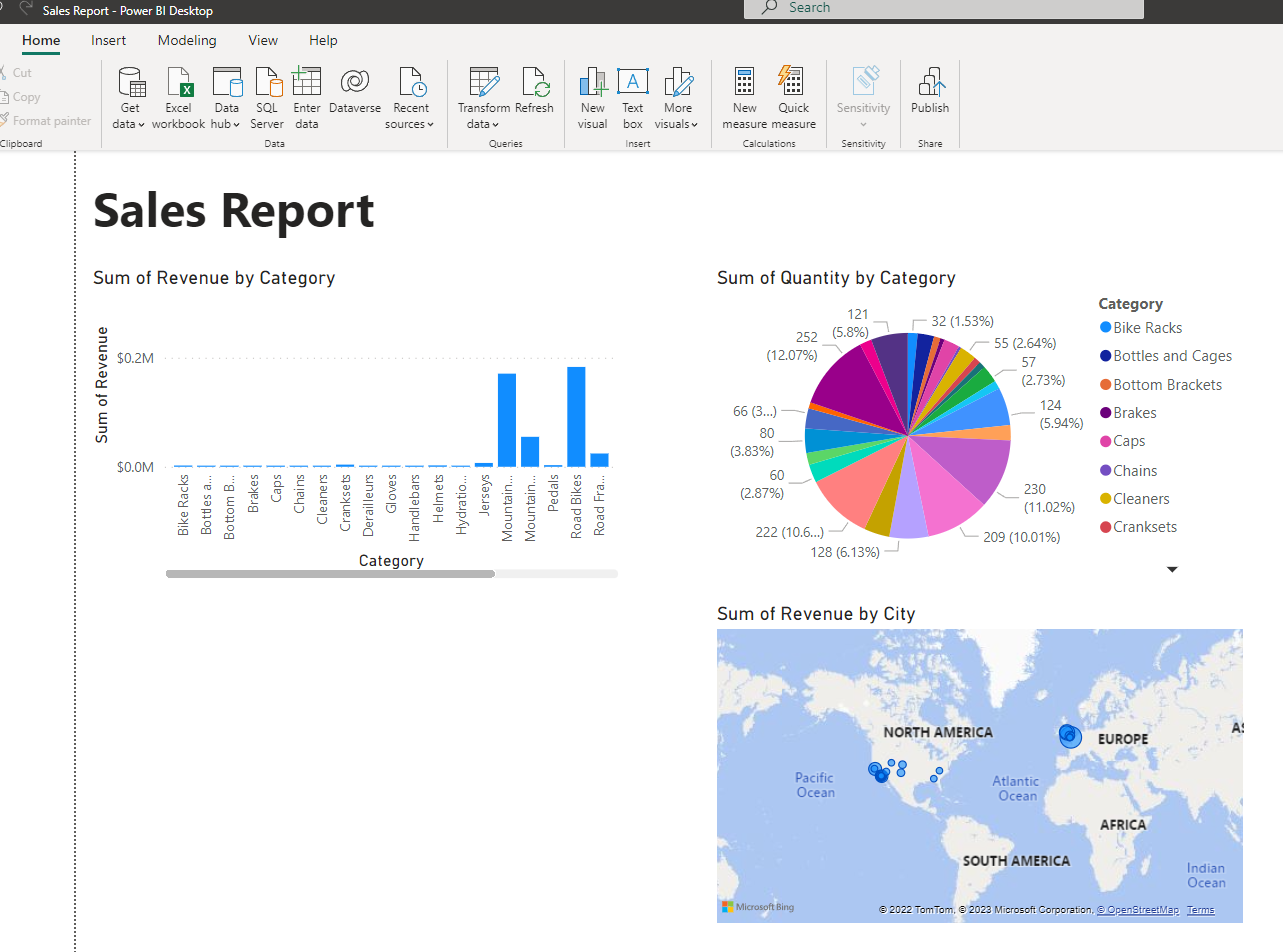 Sales Report - Power BI Desktop
Search
Home Insert Modeling View Help
Cut
Copy
Format painter
Clipboard
Get data
Excel workbook
Data hub
SQL Server
Enter data
Dataverse
Recent sources
Data
Transform data
Refresh
Queries
New visual
Text box
More visuals
Insert
New measure
Quick measure
Calculations
Sensitivity
Sensitivity
Publish
Share
Sales Report
Sum of Revenue by Category
Sum of Revenue
$0.2M
$0.0M
Bike Racks
Bottles a...
Bottom B...
Brakes
Caps
Chains
Cleaners
Cranksets
Derailleurs
Gloves
Handlebars
Helmets
Hydratio...
Jerseys
Mountain...
Mountain...
Pedals
Road Bikes
Road Fra...
Category
Sum of Quantity by Category
32 (1.53%)
55 (2.64%)
57
(2.73%)
124
(5.94%)
230
(11.02%)
209 (10.01%)
128 (6.13%)
222 (10.6...)
60
(2.87%)
80
(3.83%)
66 (3...)
252
(12.07%)
121
(5.8%)
Category
Bike Racks
Bottles and Cages
Bottom Brackets
Brakes
Caps
Chains
Cleaners
Cranksets
Sum of Revenue by City
NORTH AMERICA
EUROPE
AS
Pacific
Ocean
Atlantic
Ocean
AFRICA
SOUTH AMERICA
Indian
Ocean
Microsoft Bing
© 2022 TomTom, © 2023 Microsoft Corporation, © OpenStreetMap Terms